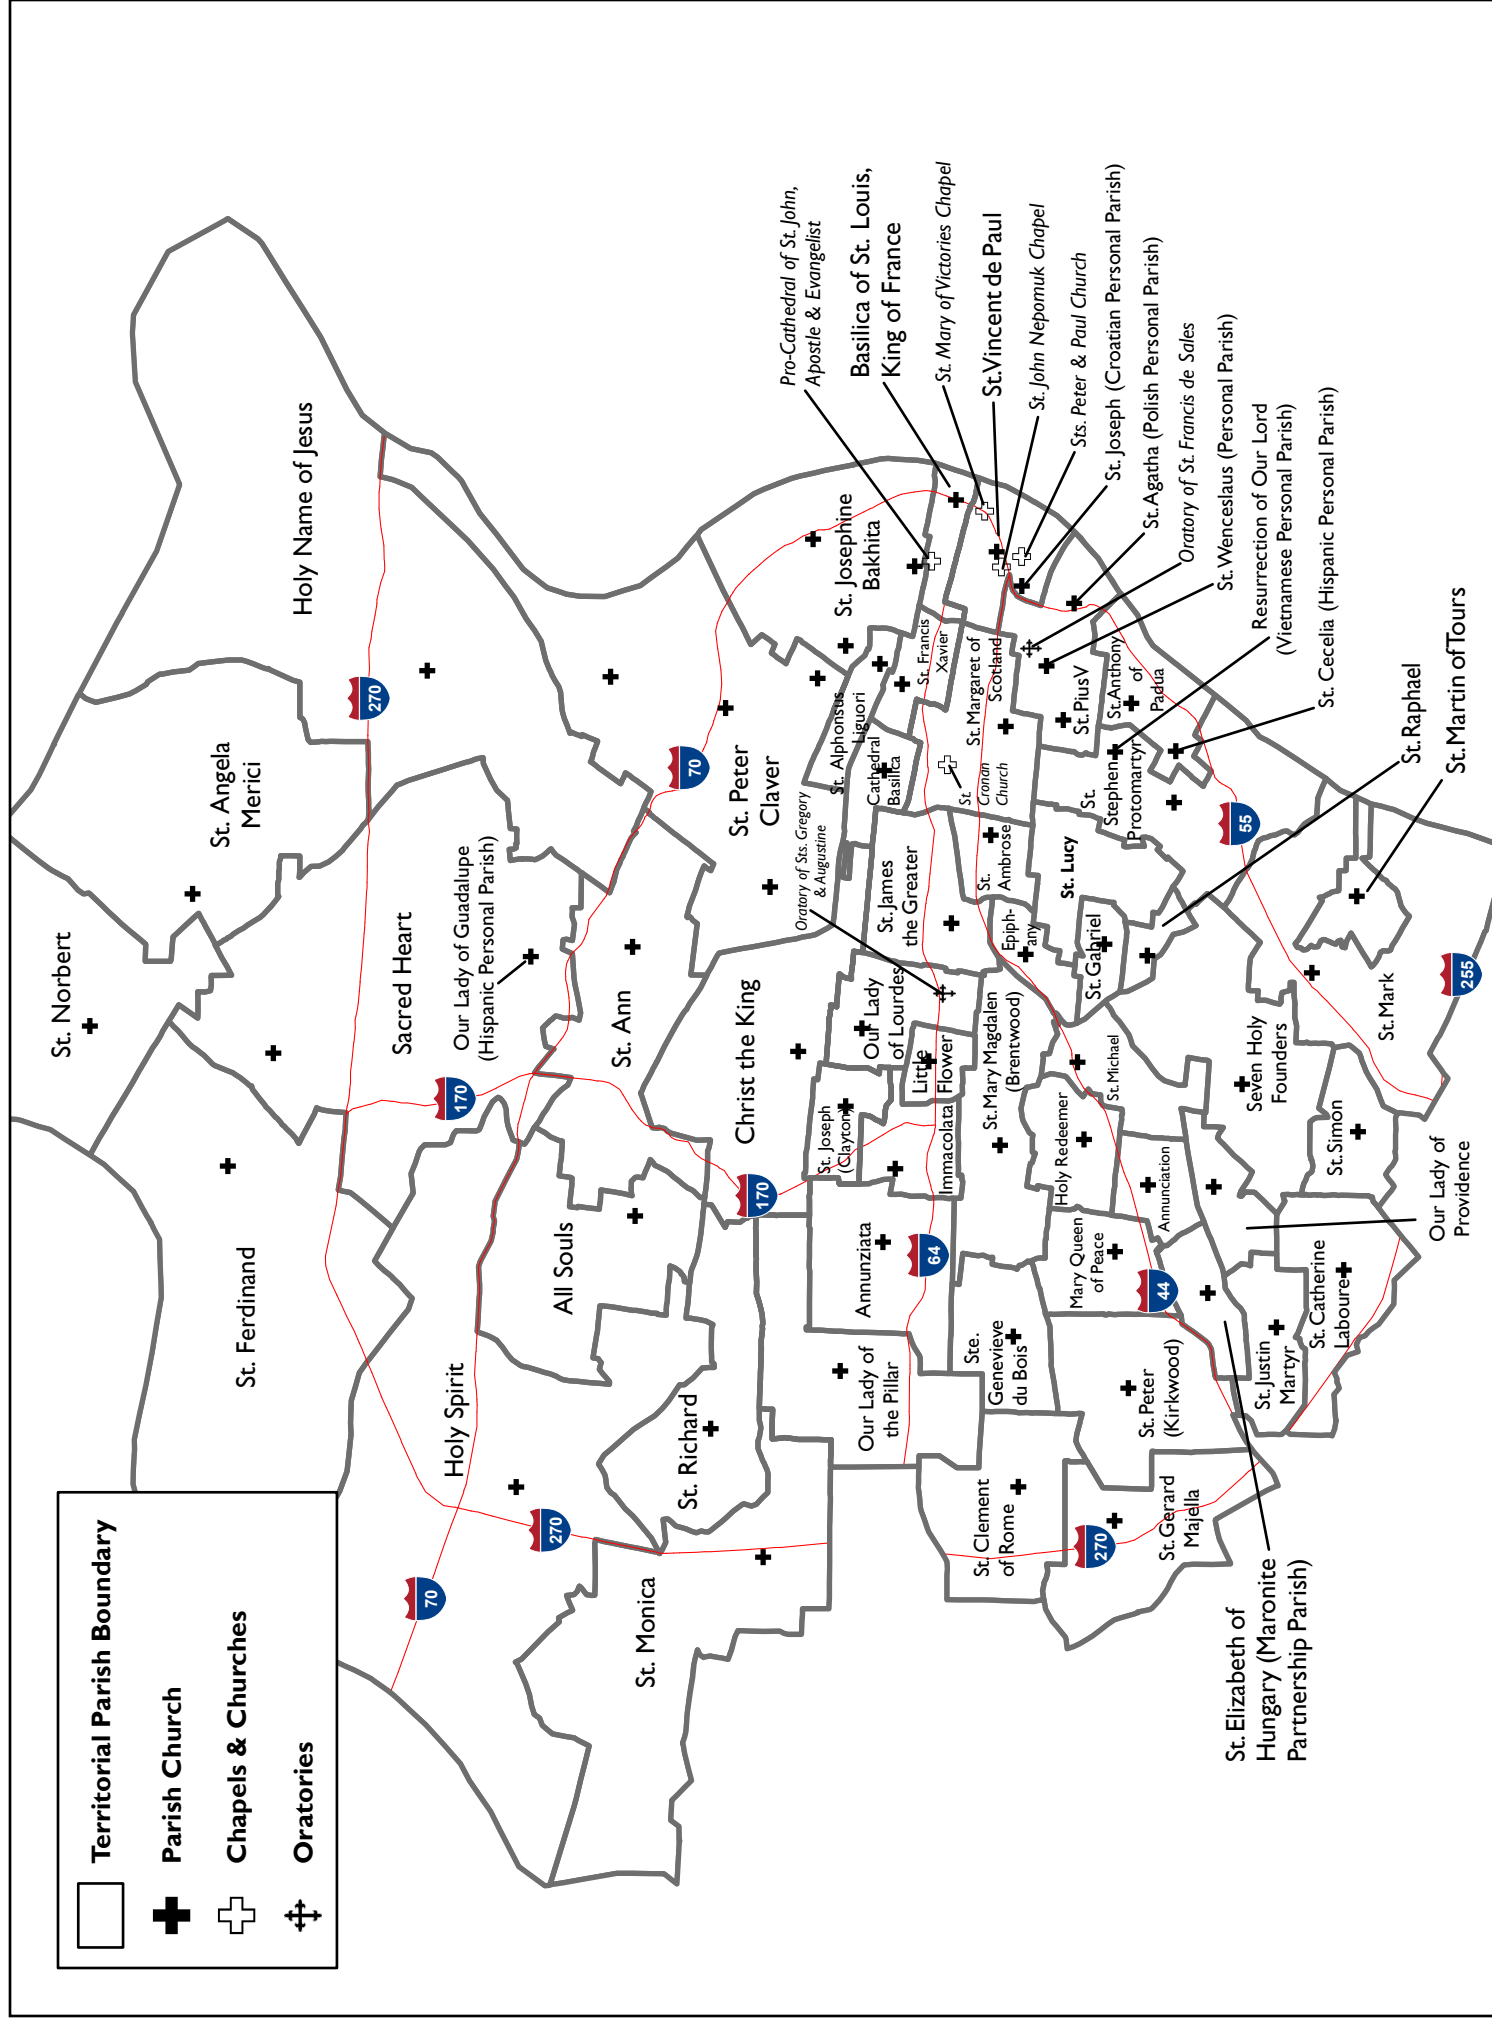 Territorial Parish Boundary
Parish Church
Chapels & Churches
Oratories
St. Norbert
St. Ferdinand
St. Angela
Merici
Holy Name of Jesus
270
Sacred Heart
170
Our Lady of Guadalupe
(Hispanic Personal Parish)
70
Holy Spirit
270
All Souls
St. Ann
70
St. Monica
St. Richard
Christ the King
170
St. Peter
Claver
Pro-Cathedral of St. John,
Apostle & Evangelist
St. Josephine
Bakhita
Basilica of St. Louis,
King of France
Oratory of Sts. Gregory
& Augustine
St. Joseph
(Clayton)
St. Alphonsus
Liguori
Our Lady of
the Pillar
Annunziata
Our Lady
of Lourdes
St. James
the Greater
Cathedral
Basilica
St. Francis
Xavier
64
Immacolata
Little
Flower
St. Mary of Victories Chapel
St. Clement
of Rome
Ste.
Genevieve
du Bois
St. Mary Magdalen
(Brentwood)
St.
Ambrose
St.
Cronan
Church
St. Margaret of
Scotland
St. Vincent de Paul
Epiph-
any
St. John Nepomuk Chapel
Sts. Peter & Paul Church
St. Joseph (Croatian Personal Parish)
Mary Queen
of Peace
Holy Redeemer
St. Michael
St. Gabriel
St. Lucy
St.
Stephen
Protomartyr
St. Pius V
St. Anthony
of
Padua
St. Agatha (Polish Personal Parish)
Oratory of St. Francis de Sales
St. Wenceslaus (Personal Parish)
270
St. Gerard
Majella
St. Peter
(Kirkwood)
44
Annunciation
Resurrection of Our Lord
(Vietnamese Personal Parish)
55
St. Cecelia (Hispanic Personal Parish)
St. Elizabeth of
Hungary (Maronite
Partnership Parish)
St. Justin
Martyr
St. Catherine
Laboure
Seven Holy
Founders
St. Simon
St. Mark
St. Raphael
St. Martin of Tours
Our Lady of
Providence
255